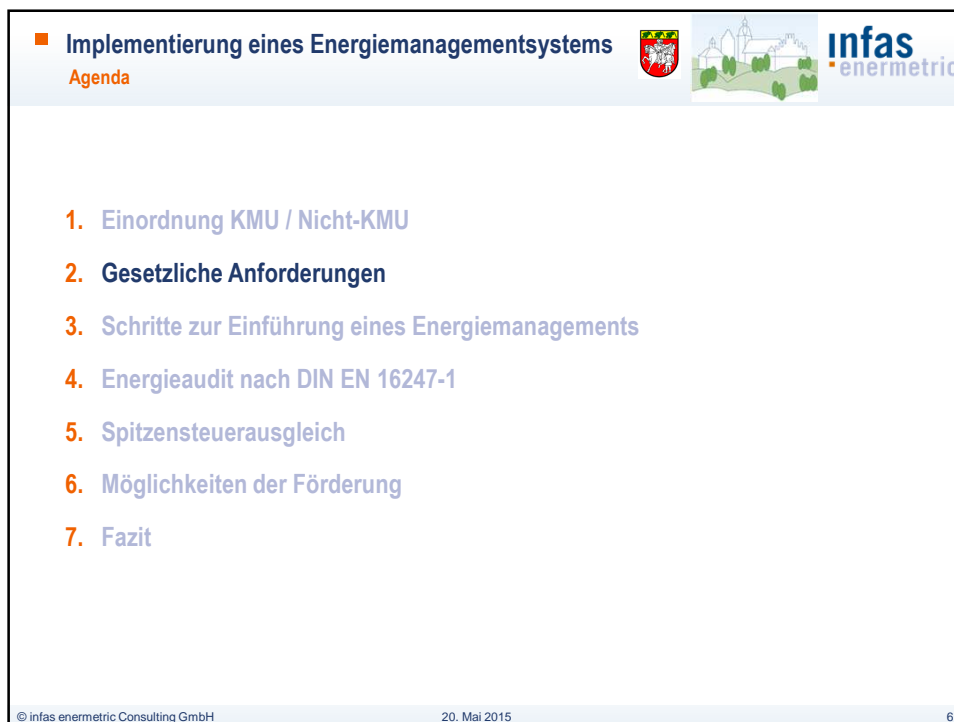 Implementierung eines Energiemanagementsystems
Agenda
infas
enermetric
1. Einordnung KMU / Nicht-KMU
2. Gesetzliche Anforderungen
3. Schritte zur Einführung eines Energiemanagements
4. Energieaudit nach DIN EN 16247-1
5. Spitzensteuerausgleich
6. Möglichkeiten der Förderung
7. Fazit
© infas enermetric Consulting GmbH 20. Mai 2015 6